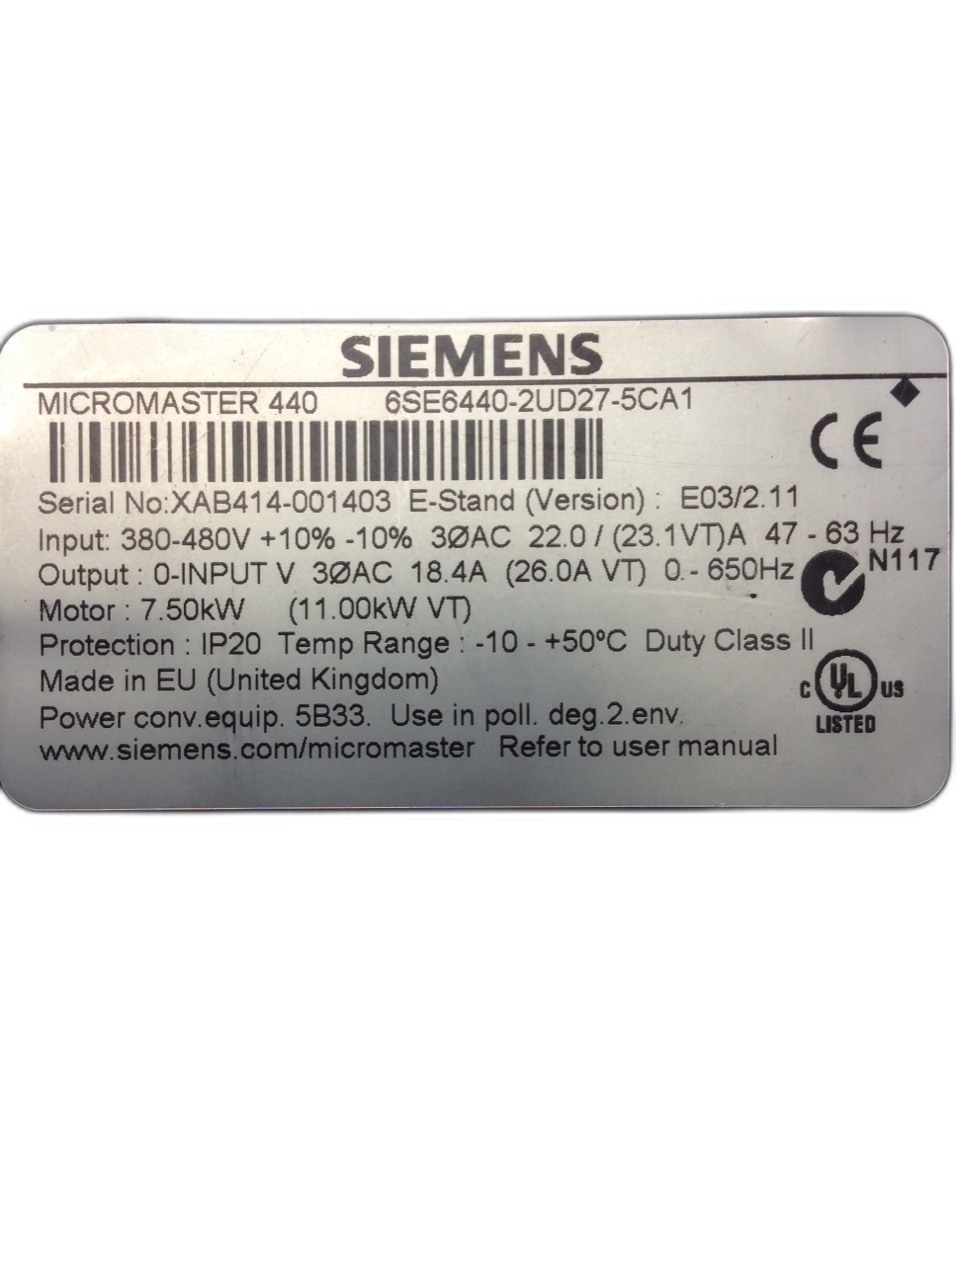 SIEMENS
MICROMASTER 440 6SE6440-2UD27-5CA1
CE
Serial No:XAB414-001403 E-Stand (Version) : E03/2.11
Input: 380-480V +10% -10% 3ØAC 22.0 / (23.1VT)A 47 - 63 Hz
Output : 0-INPUT V 3ØAC 18.4A (26.0A VT) 0 - 650Hz N117
Motor : 7.50kW (11.00kW VT)
Protection : IP20 Temp Range : -10 - +50ºC Duty Class II
Made in EU (United Kingdom)
C UL US
LISTED
Power conv.equip. 5B33. Use in poll. deg.2.env.
www.siemens.com/micromaster Refer to user manual